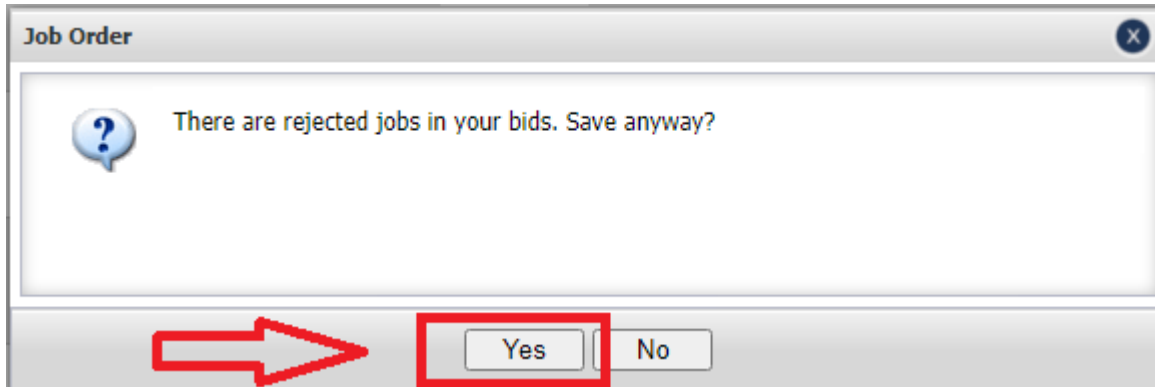 Job Order
There are rejected jobs in your bids. Save anyway?
Yes No